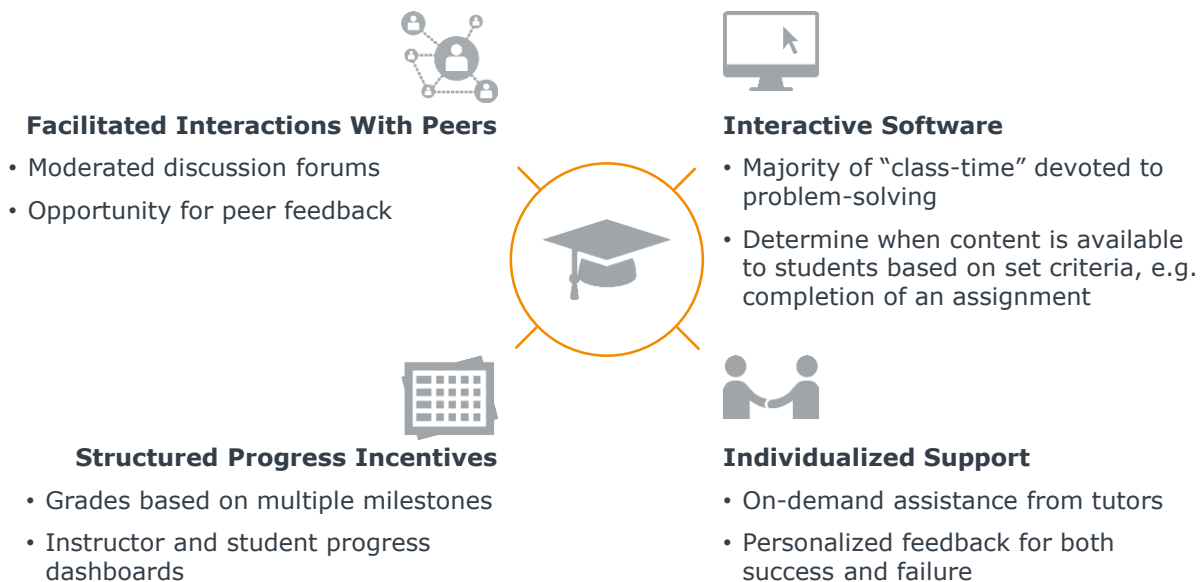 Facilitated Interactions With Peers
• Moderated discussion forums
• Opportunity for peer feedback
Interactive Software
• Majority of “class-time” devoted to
problem-solving
• Determine when content is available
to students based on set criteria, e.g.
completion of an assignment
Structured Progress Incentives
• Grades based on multiple milestones
• Instructor and student progress
dashboards
Individualized Support
• On-demand assistance from tutors
• Personalized feedback for both
success and failure